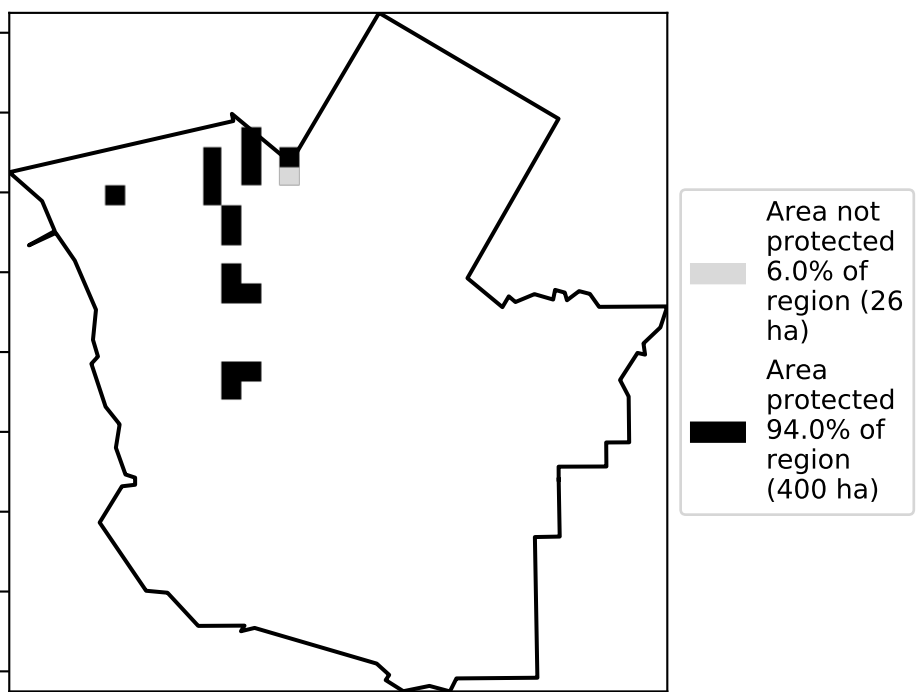 Area not
protected
6.0% of
region (26
ha)
Area
protected
94.0% of
region
(400 ha)